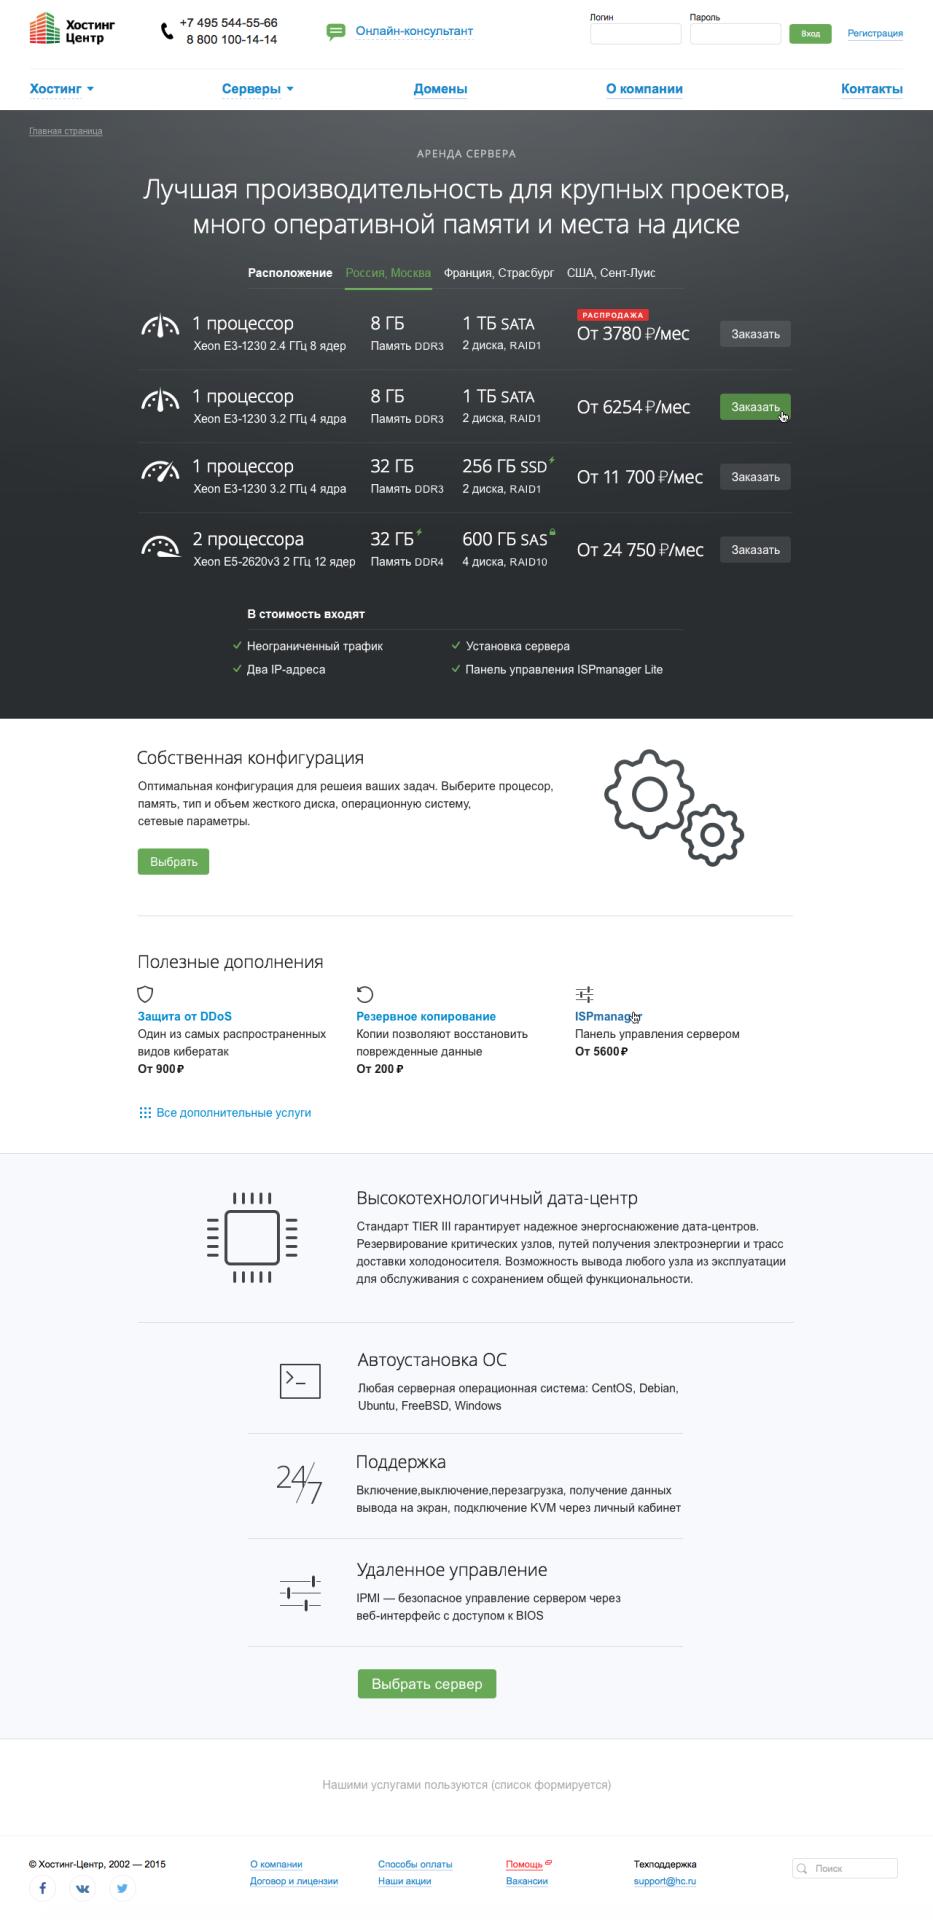 Хостинг
Центр
+7 495 544-55-66
8 800 100-14-14
Онлайн-консультант
Логин
Пароль
Вход
Регистрация
Хостинг
Серверы
Домены
О компании
Контакты
Главная страница
АРЕНДА СЕРВЕРА
Лучшая производительность для крупных проектов,
много оперативной памяти и места на диске
Расположение Россия, Москва Франция, Страсбург США, Сент-Луис
РАСПРОДАЖА
1 процессор 8 ГБ 1 ТБ SATA От 3780 ₽/мес Заказать
Xeon E3-1230 2.4 ГГц 8 ядер Память DDR3 2 диска, RAID1
1 процессор 8 ГБ 1 ТБ SATA От 6254 ₽/мес Заказать
Xeon E3-1230 3.2 ГГц 4 ядра Память DDR3 2 диска, RAID1
1 процессор 32 ГБ 256 ГБ SSD От 11 700 ₽/мес Заказать
Xeon E3-1230 3.2 ГГц 4 ядра Память DDR3 2 диска, RAID1
2 процессора 32 ГБ 600 ГБ SAS От 24 750 ₽/мес Заказать
Xeon E5-2620v3 2 ГГц 12 ядер Память DDR4 4 диска, RAID10
В стоимость входят
Неограниченный трафик Установка сервера
Два IP-адреса Панель управления ISPmanager Lite
Собственная конфигурация
Оптимальная конфигурация для решеия ваших задач. Выберите процесор,
память, тип и объем жесткого диска, операционную систему,
сетевые параметры.
Выбрать
Полезные дополнения
Защита от DDoS
Один из самых распространенных
видов кибератак
От 900 ₽
Резервное копирование
Копии позволяют восстановить
поврежденные данные
От 200 ₽
ISPmanager
Панель управления сервером
От 5600 ₽
Все дополнительные услуги
Высокотехнологичный дата-центр
Стандарт TIER III гарантирует надежное энергоснажение дата-центров.
Резервирование критических узлов, путей получения электроэнергии и трасс
доставки холодоносителя. Возможность вывода любого узла из эксплуатации
для обслуживания с сохранением общей функциональности.
Автоустановка ОС
Любая серверная операционная система: CentOS, Debian,
Ubuntu, FreeBSD, Windows
24/7
Поддержка
Включение,выключение,перезагрузка, получение данных
вывода на экран, подключение KVM через личный кабинет
Удаленное управление
IPMI — безопасное управление сервером через
веб-интерфейс с доступом к BIOS
Выбрать сервер
Нашими услугами пользуются (список формируется)
© Хостинг-Центр, 2002 — 2015
О компании
Договор и лицензии
Способы оплаты
Наши акции
Помощь
Вакансии
Техподдержка
support@hc.ru
Поиск